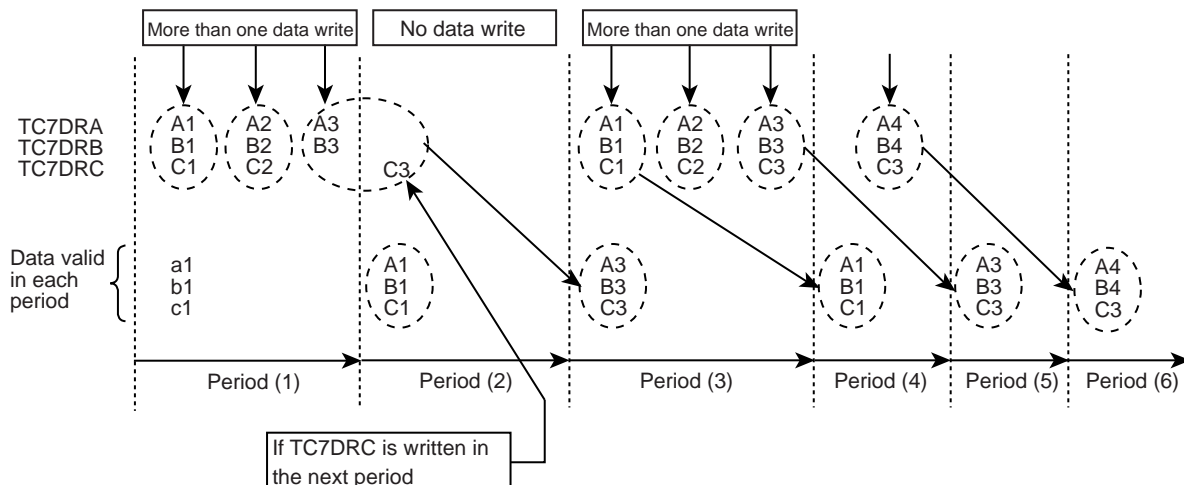 More than one data write
No data write
More than one data write
TC7DRA
TC7DRB
TC7DRC
A1
B1
C1
A2
B2
C2
A3
B3
C3
A1
B1
C1
A2
B2
C2
A3
B3
C3
A4
B4
C3
Data valid
in each
period
a1
b1
c1
A1
B1
C1
A3
B3
C3
A1
B1
C1
A3
B3
C3
A4
B4
C3
Period (1)
Period (2)
Period (3)
Period (4)
Period (5)
Period (6)
If TC7DRC is written in
the next period